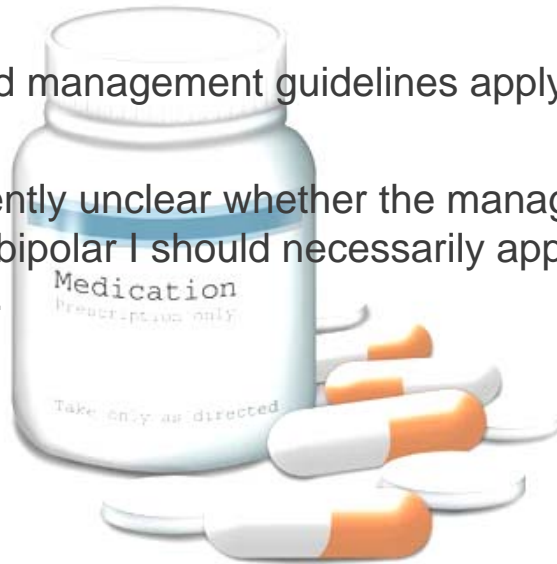 d management guidelines apply
ently unclear whether the manag
bipolar I should necessarily app
Medication
Prescription only
Take only as directed